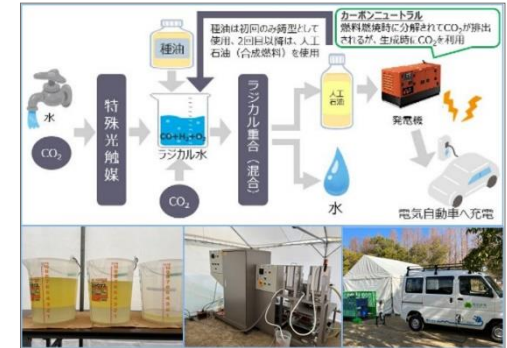 種油は初回のみ鋳型として
使用、2回目以降は、人工
石油（合成燃料）を使用
カーボンニュートラル
燃料燃焼時に分解されてCO₂が排出
されるが、生成時にCO₂を利用
種油
水
CO₂
特殊光触媒
CO+H₂+O₂
ラジカル水
CO₂
ラジカル重合（混合）
人工
石油
水
発電機
電気自動車へ充電